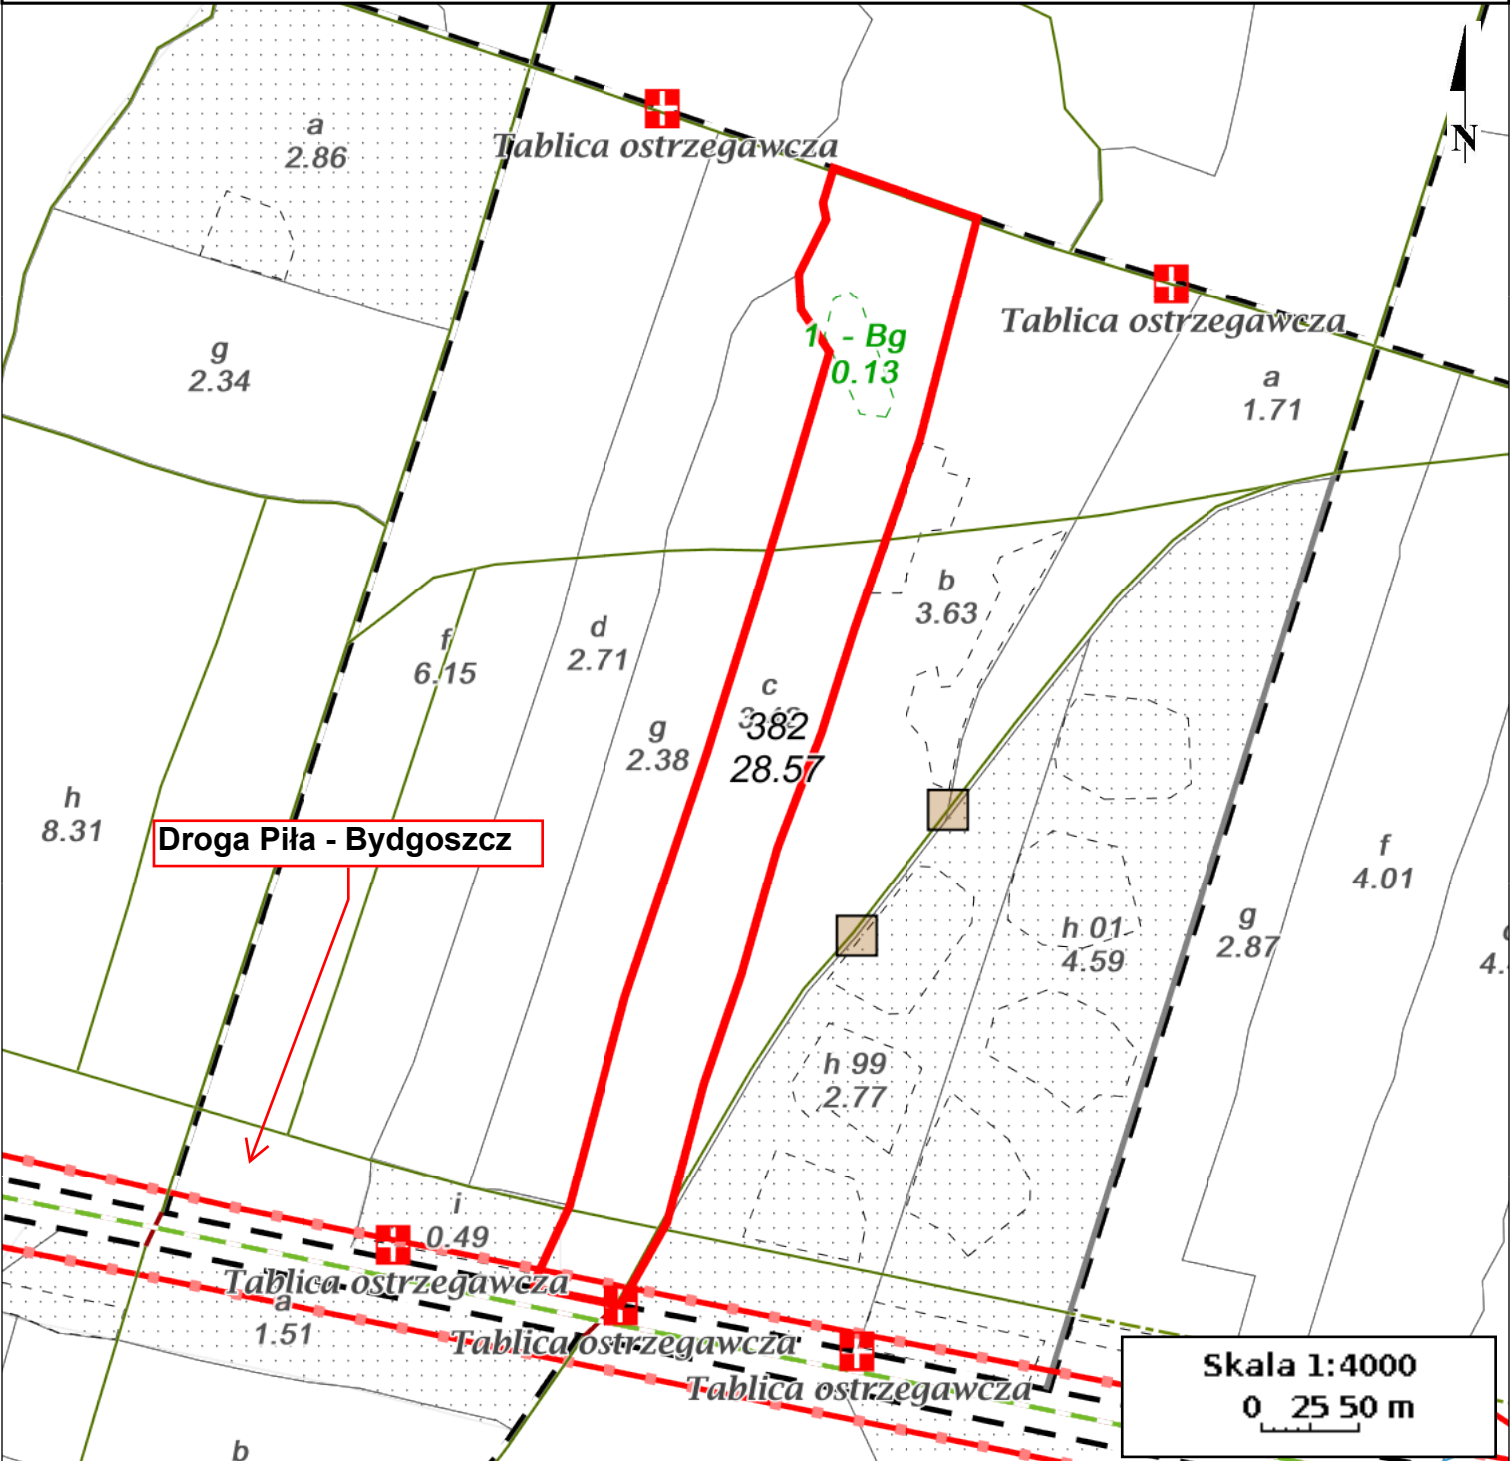 a
2.86
Tablica ostrzegawcza
N
Tablica ostrzegawcza
1 - Bg
0.13
g
2.34
a
1.71
b
3.63
f
6.15
d
2.71
c
382
28.57
g
2.38
h
8.31
Droga Piła - Bydgoszcz
f
4.01
h 01
4.59
g
2.87
4.
h 99
2.77
i
0.49
Tablica ostrzegawcza
a
1.51
Tablica ostrzegawcza
Tablica ostrzegawcza
Skala 1:4000
0 25 50 m
b